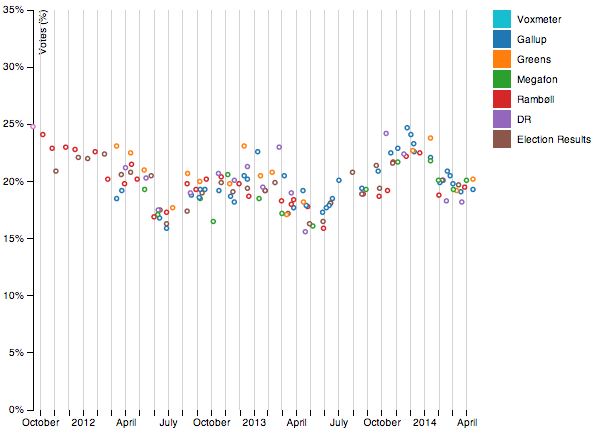 35%
Votes (%)
30%
25%
20%
15%
10%
5%
0%
October 2012 April July October 2013 April July October 2014 April
Voxmeter
Gallup
Greens
Megafon
Rambøll
DR
Election Results